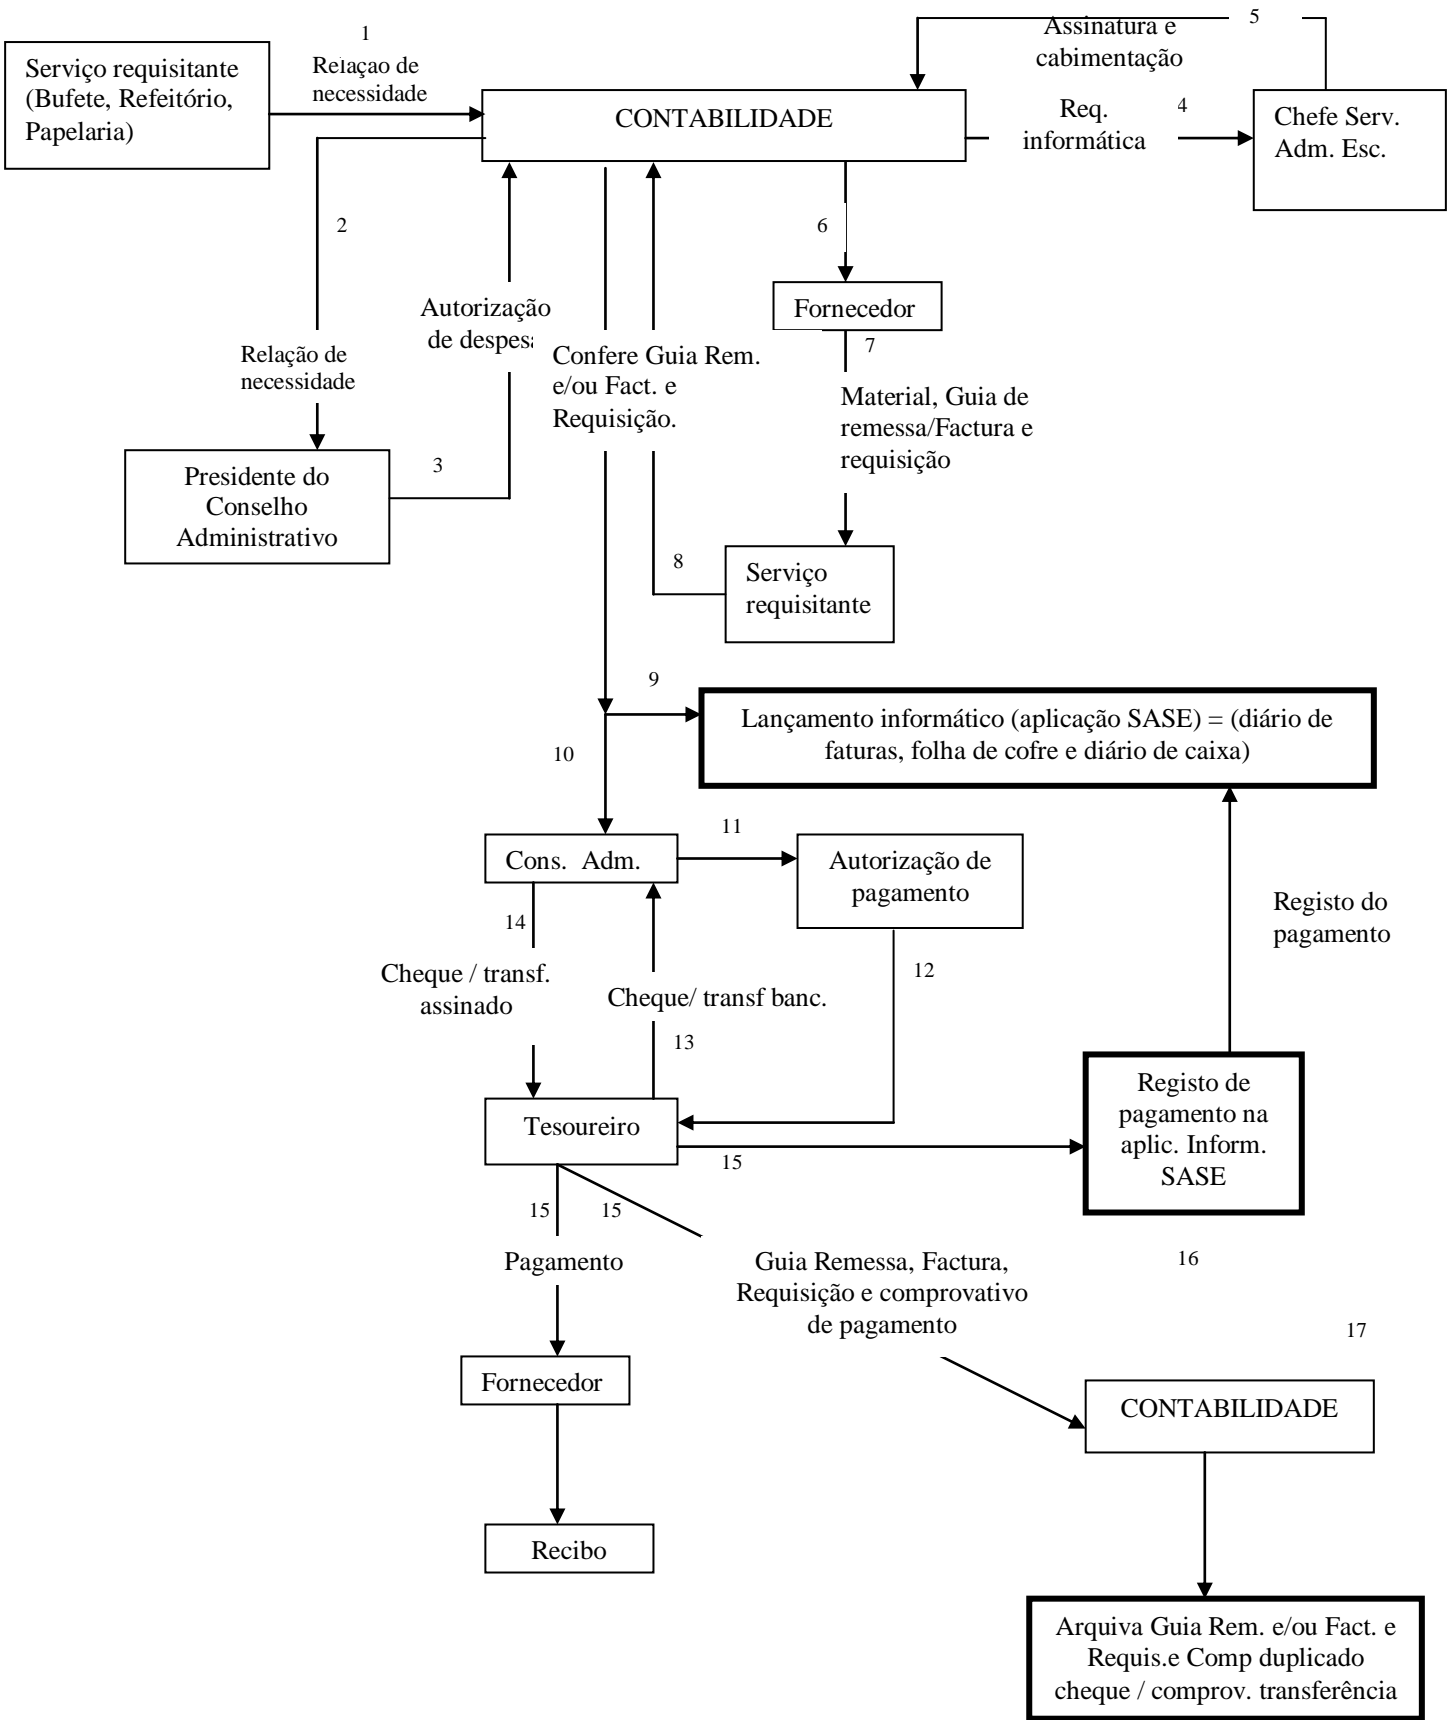 1
5
Assinatura e
cabimentação
Serviço requisitante
(Bufete, Refeitório,
Papelaria)
Relaçao de
necessidade
CONTABILIDADE
Req.
informática
4
Chefe Serv.
Adm. Esc.
2
6
Autorização
de despesa
Fornecedor
7
Relação de
necessidade
Confere Guia Rem.
e/ou Fact. e
Requisição.
Material, Guia de
remessa/Factura e
requisição
3
Presidente do
Conselho
Administrativo
8
Serviço
requisitante
9
Lançamento informático (aplicação SASE) = (diário de
faturas, folha de cofre e diário de caixa)
10
11
Cons. Adm.
Autorização de
pagamento
Registo do
pagamento
14
12
Cheque / transf.
assinado
Cheque/ transf banc.
13
Registo de
pagamento na
aplic. Inform.
SASE
Tesoureiro
15
15
15
Pagamento
Guia Remessa, Factura,
Requisição e comprovativo
de pagamento
16
17
Fornecedor
CONTABILIDADE
Recibo
Arquiva Guia Rem. e/ou Fact. e
Requis.e Comp duplicado
cheque / comprov. transferência